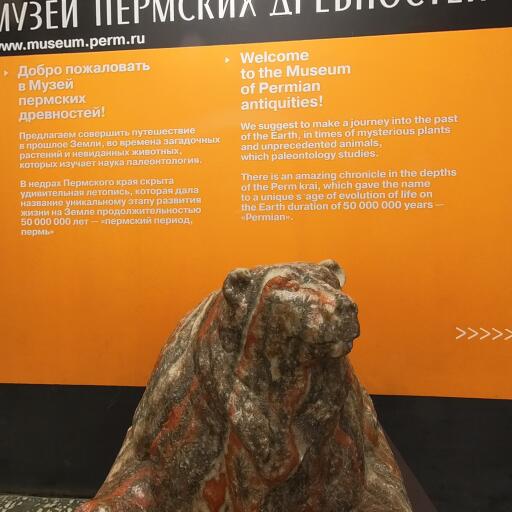 МУЗЕЙ ПЕРМСКИХ ДРЕВНОСТЕЙ
www.museum.perm.ru
Добро пожаловать
в Музей
пермских
древностей!
Предлагаем совершить путешествие
в прошлое Земли, во времена загадочных
растений и невиданных животных,
которых изучает наука палеонтология.
В недрах Пермского края скрыта
удивительная летопись, которая дала
название уникальному этапу развития
жизни на Земле продолжительностью
50 000 000 лет — «пермский период,
пермь»
Welcome
to the Museum
of Permian
antiquities!
We suggest to make a journey into the past
of the Earth, in times of mysterious plants
and unprecedented animals,
which paleontology studies.
There is an amazing chronicle in the depths
of the Perm krai, which gave the name
to a unique s age of evolution of life on
the Earth duration of 50 000 000 years —
«Permian».
>>>>>